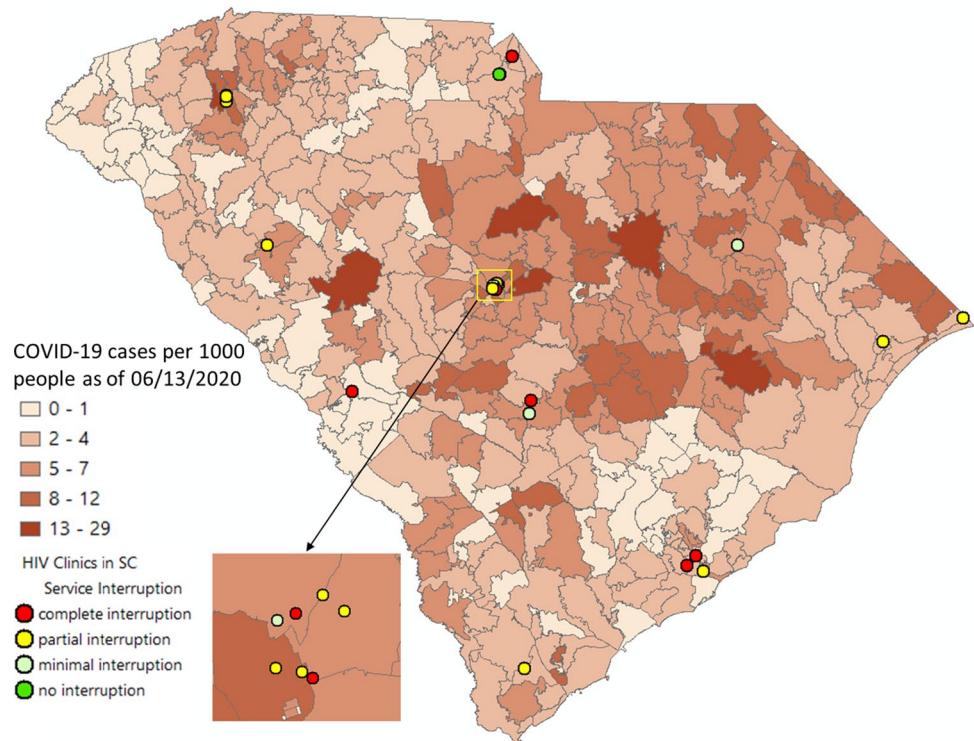 COVID-19 cases per 1000
people as of 06/13/2020
0 - 1
2 - 4
5 - 7
8 - 12
13 - 29
HIV Clinics in SC
Service Interruption
complete interruption
partial interruption
minimal interruption
no interruption